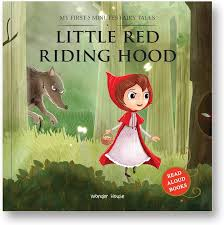 MY FIRST 5 MINUTES FAIRY TALES
LITTLE RED
RIDING HOOD
READ
ALOUD
BOOKS
Wonder House